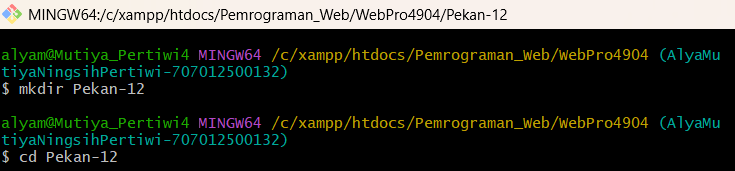 MINGW64:/c/xampp/htdocs/Pemrograman_Web/WebPro4904/Pekan-12
alyam@Mutiya_Pertiwi4 MINGW64 /c/xampp/htdocs/Pemrograman_Web/WebPro4904 (AlyaMu
tiyaNingsihPertiwi-707012500132)
$ mkdir Pekan-12
alyam@Mutiya_Pertiwi4 MINGW64 /c/xampp/htdocs/Pemrograman_Web/WebPro4904 (AlyaMu
tiyaNingsihPertiwi-707012500132)
$ cd Pekan-12